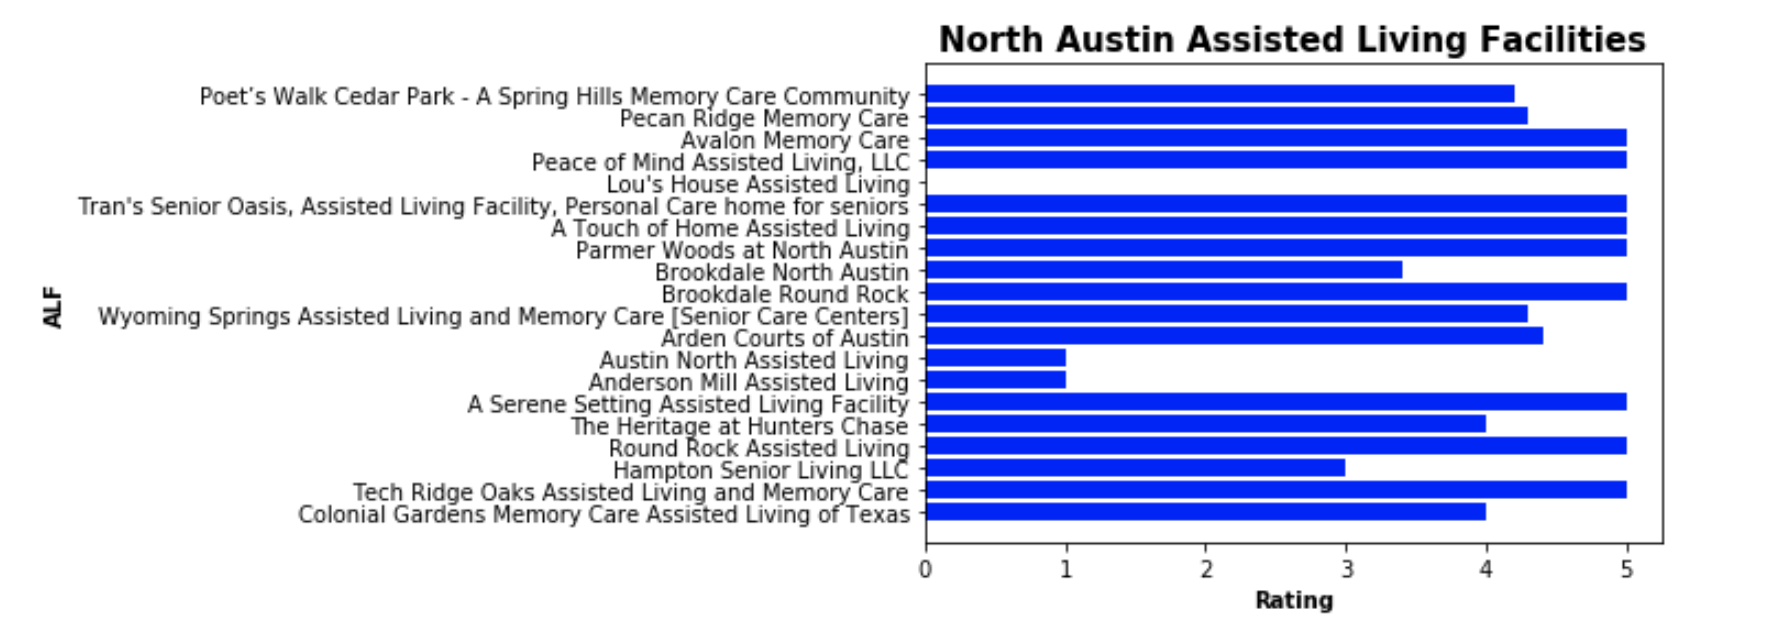 North Austin Assisted Living Facilities
Poet’s Walk Cedar Park - A Spring Hills Memory Care Community
Pecan Ridge Memory Care
Avalon Memory Care
Peace of Mind Assisted Living, LLC
Lou's House Assisted Living
Tran's Senior Oasis, Assisted Living Facility, Personal Care home for seniors
A Touch of Home Assisted Living
Parmer Woods at North Austin
Brookdale North Austin
Brookdale Round Rock
Wyoming Springs Assisted Living and Memory Care [Senior Care Centers]
Arden Courts of Austin
Austin North Assisted Living
Anderson Mill Assisted Living
A Serene Setting Assisted Living Facility
The Heritage at Hunters Chase
Round Rock Assisted Living
Hampton Senior Living LLC
Tech Ridge Oaks Assisted Living and Memory Care
Colonial Gardens Memory Care Assisted Living of Texas
ALF
0 1 2 3 4 5
Rating